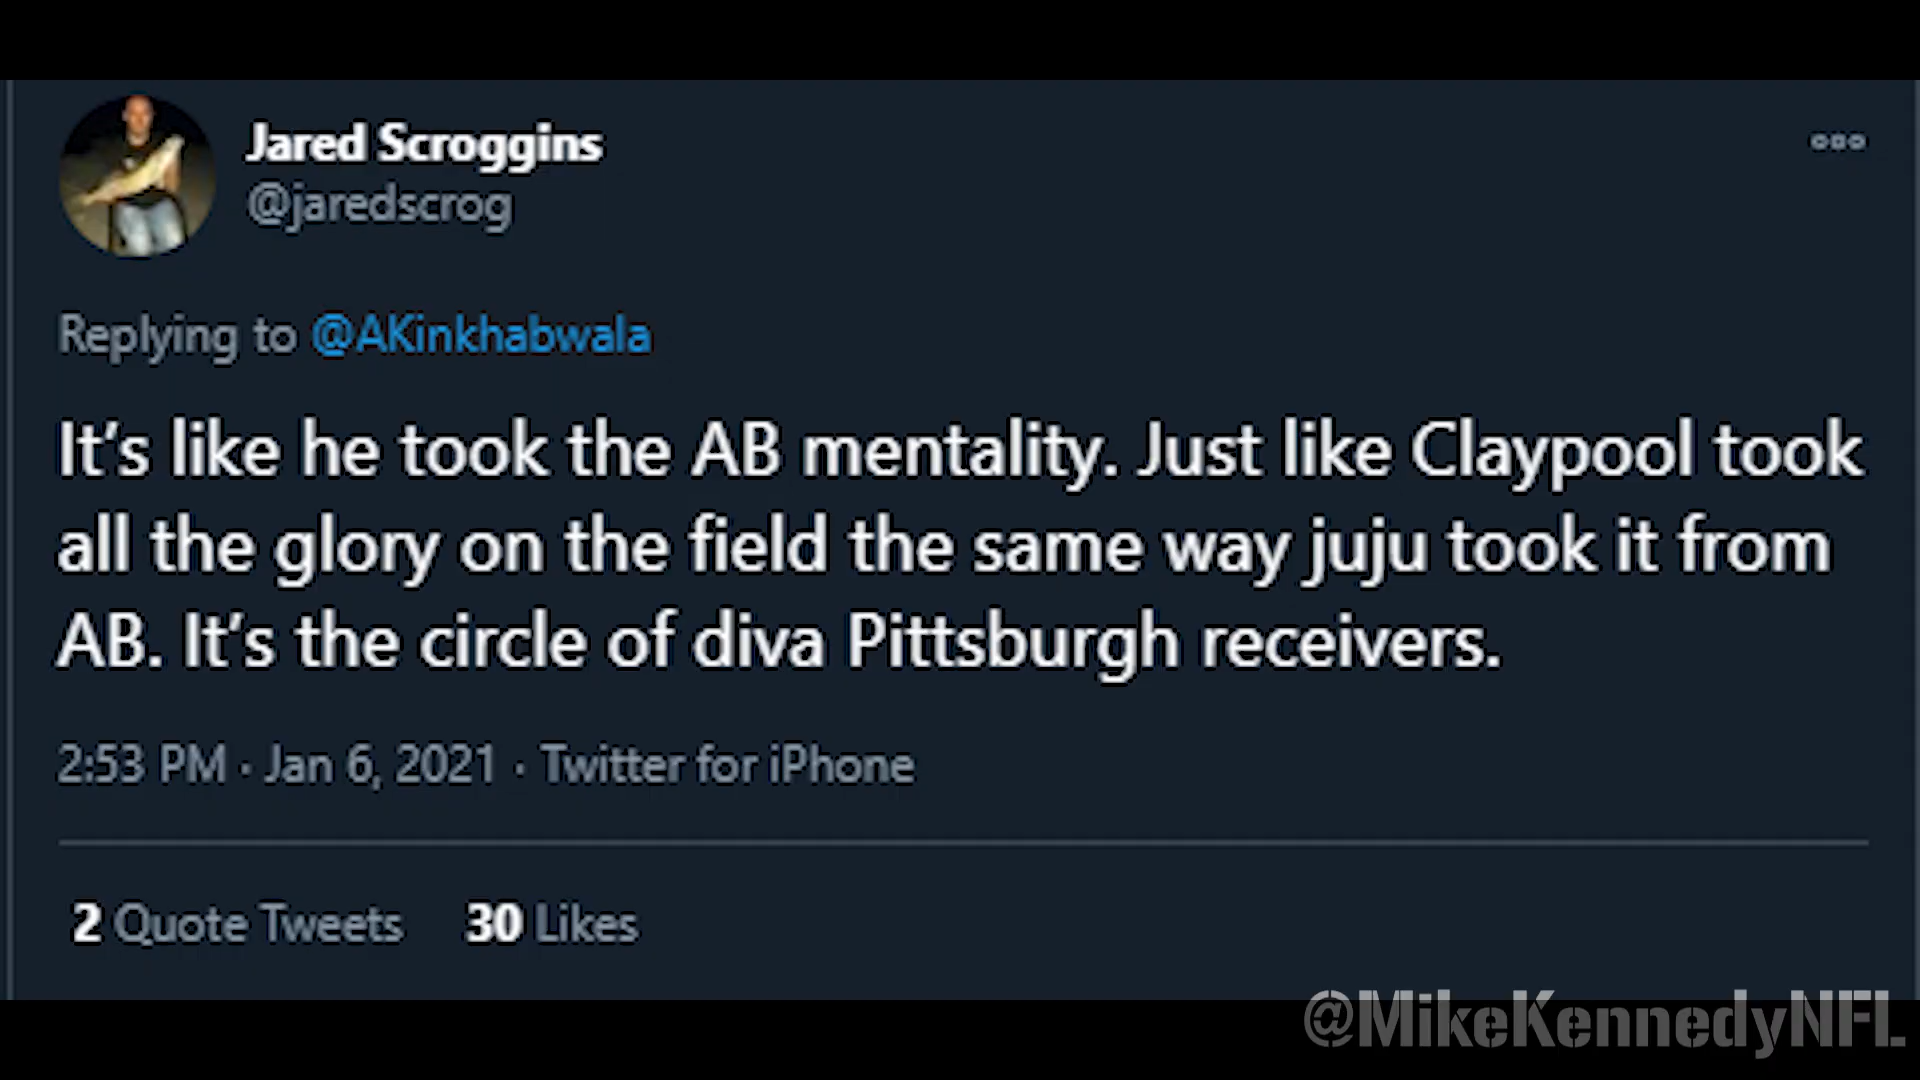 Jared Scroggins
@jaredscrog
Replying to @AKinkhabwala
It’s like he took the AB mentality. Just like Claypool took
all the glory on the field the same way juju took it from
AB. It’s the circle of diva Pittsburgh receivers.
2:53 PM · Jan 6, 2021 · Twitter for iPhone
2 Quote Tweets 30 Likes
@MikeKennedyNFL